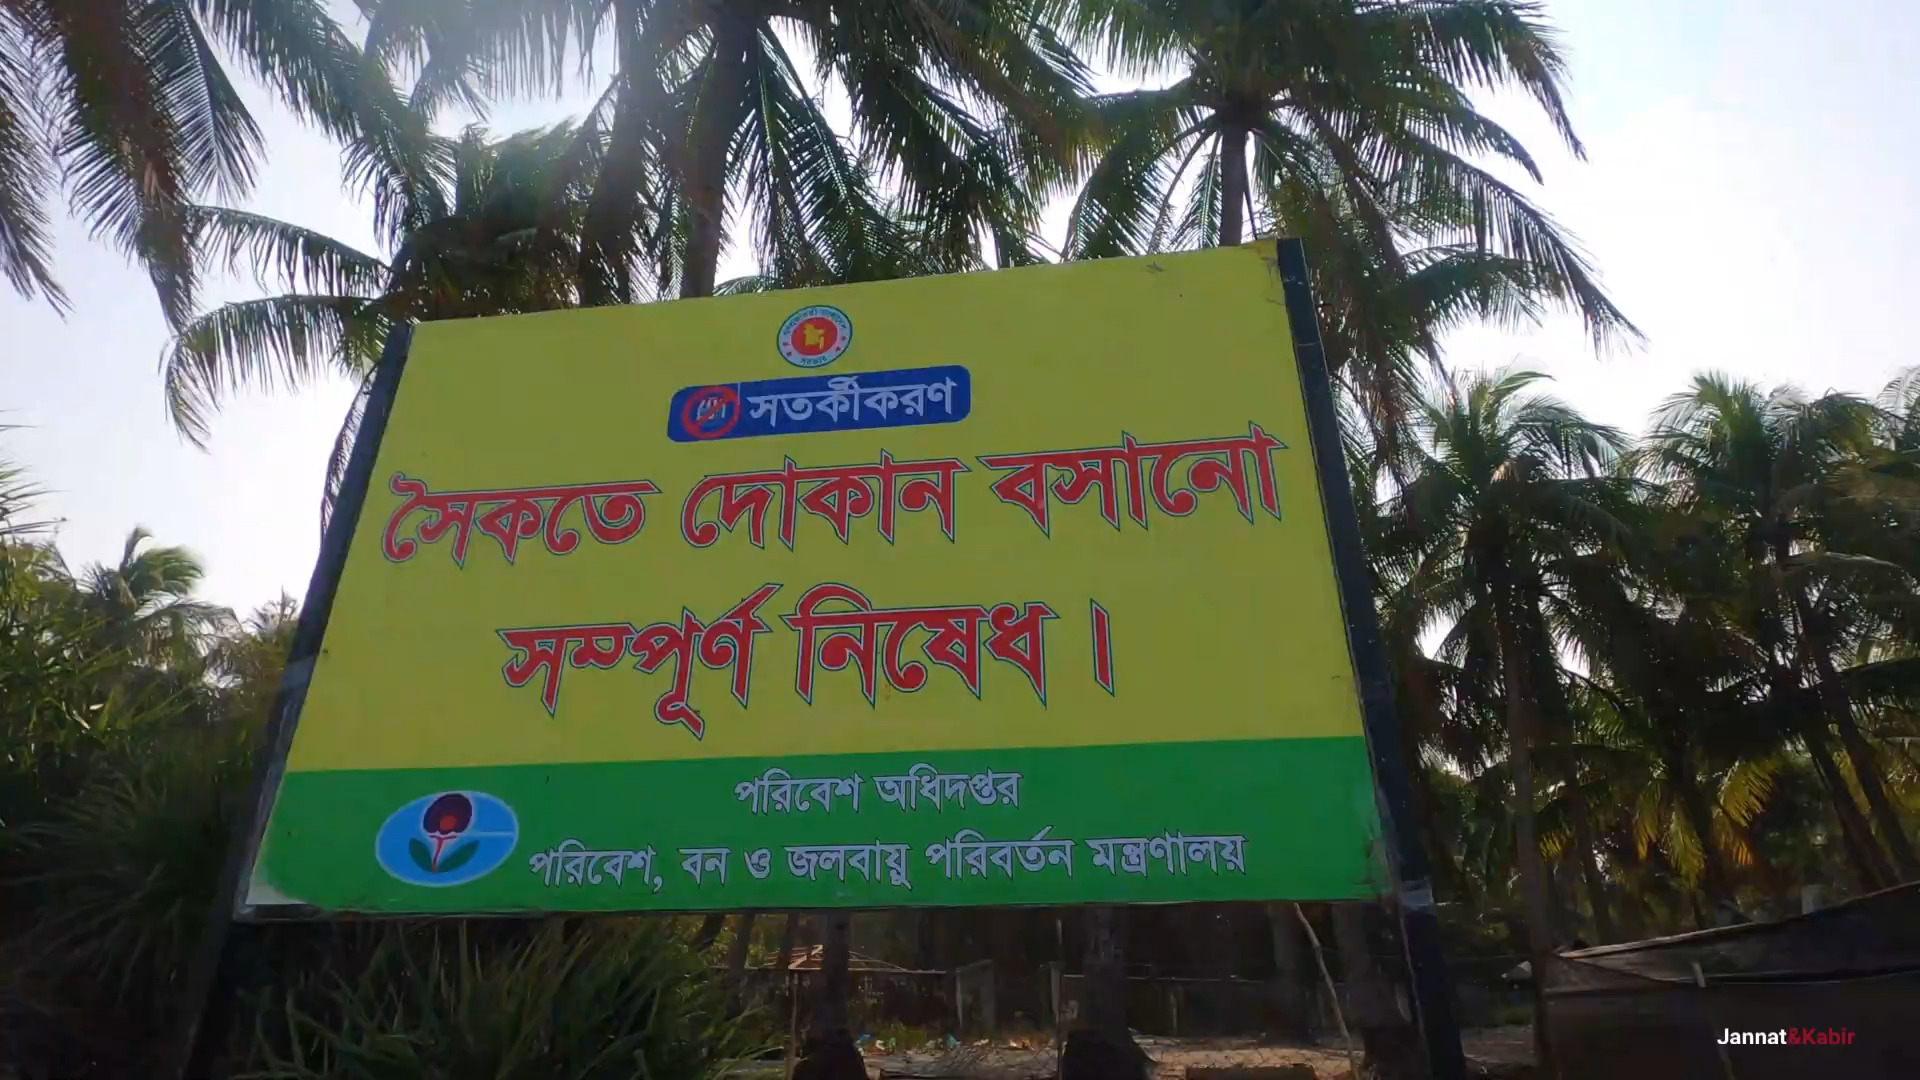 সতর্কীকরণ
সৈকতে দোকান বসানো
সম্পূর্ণ নিষেধ।
পরিবেশ অধিদপ্তর
পরিবেশ, বন ও জলবায়ু পরিবর্তন মন্ত্রণালয়
Jannat&Kabir